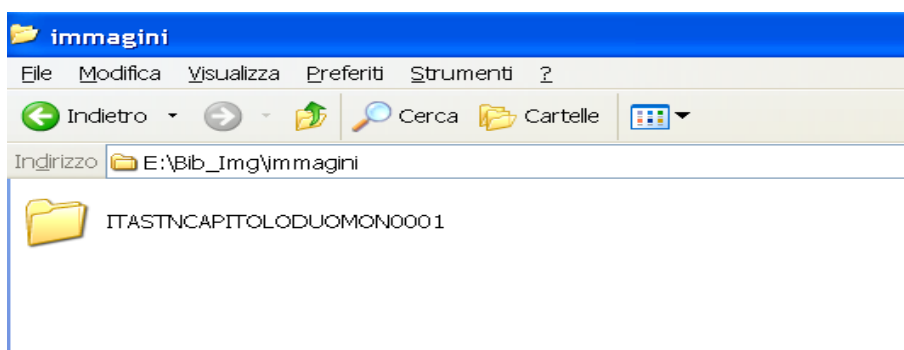 immagini
File Modifica Visualizza Preferiti Strumenti ?
Indietro Cerca Cartelle
Indirizzo E:\Bib_Img\immagini
ITASTNCAPITOLODUOMON0001